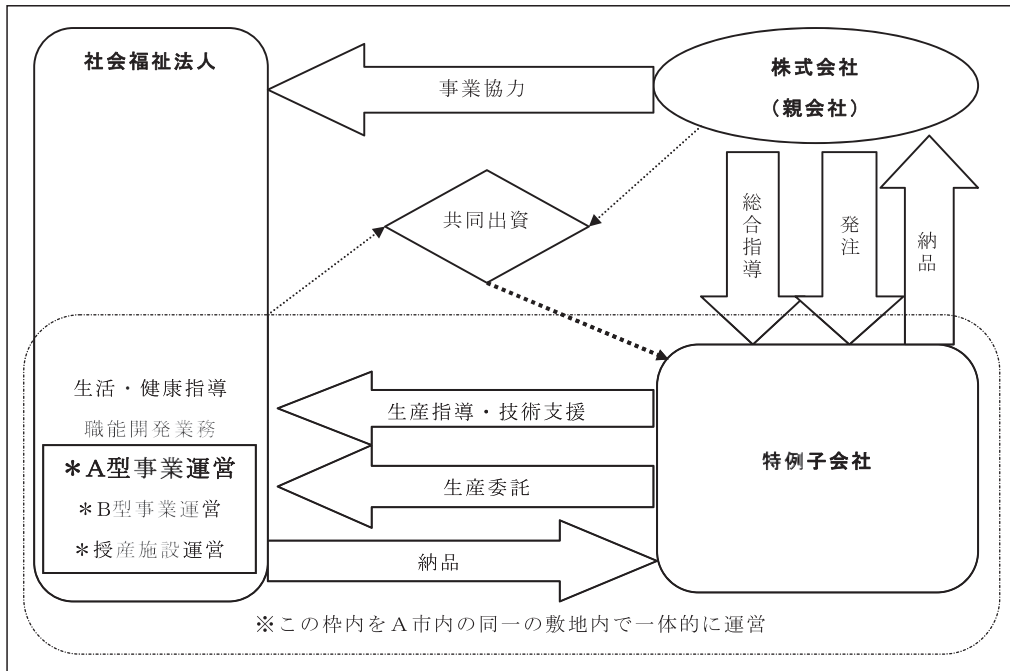 社会福祉法人
株式会社
（親会社）
事業協力
共同出資
総合指導
発注
納品
生活・健康指導
職能開発業務
＊A型事業運営
＊B型事業運営
＊授産施設運営
生産指導・技術支援
生産委託
納品
特例子会社
※この枠内をA市内の同一の敷地内で一体的に運営